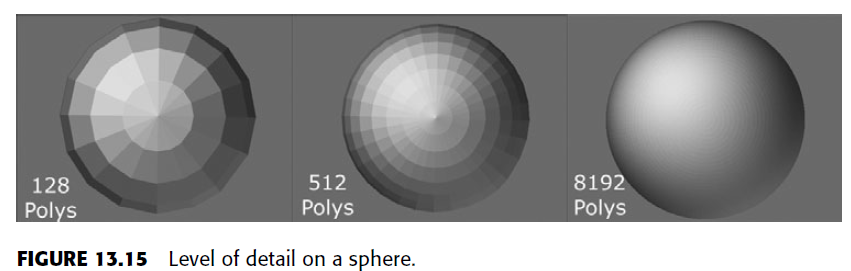 128
Polys
512
Polys
8192
Polys
FIGURE 13.15 Level of detail on a sphere.